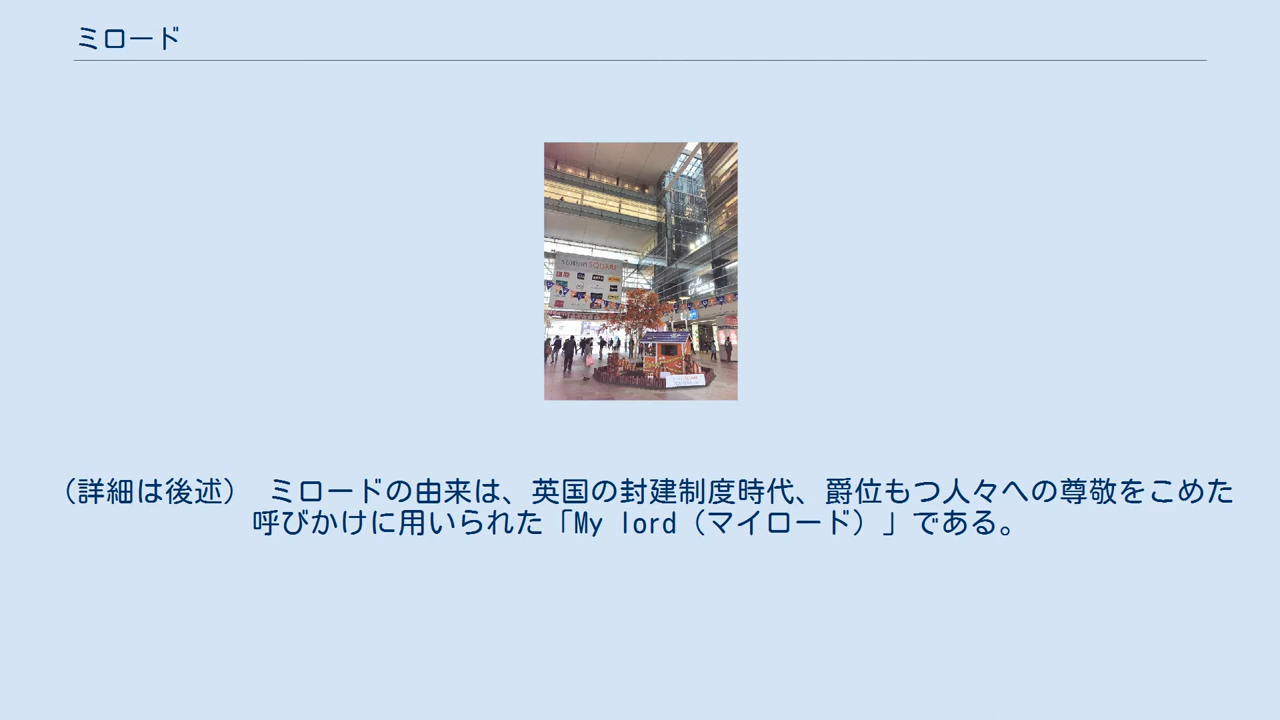 ミロード
SQUARE
（詳細は後述） ミロードの由来は、英国の封建制度時代、爵位もつ人々への尊敬をこめた
呼びかけに用いられた「My lord（マイロード）」である。